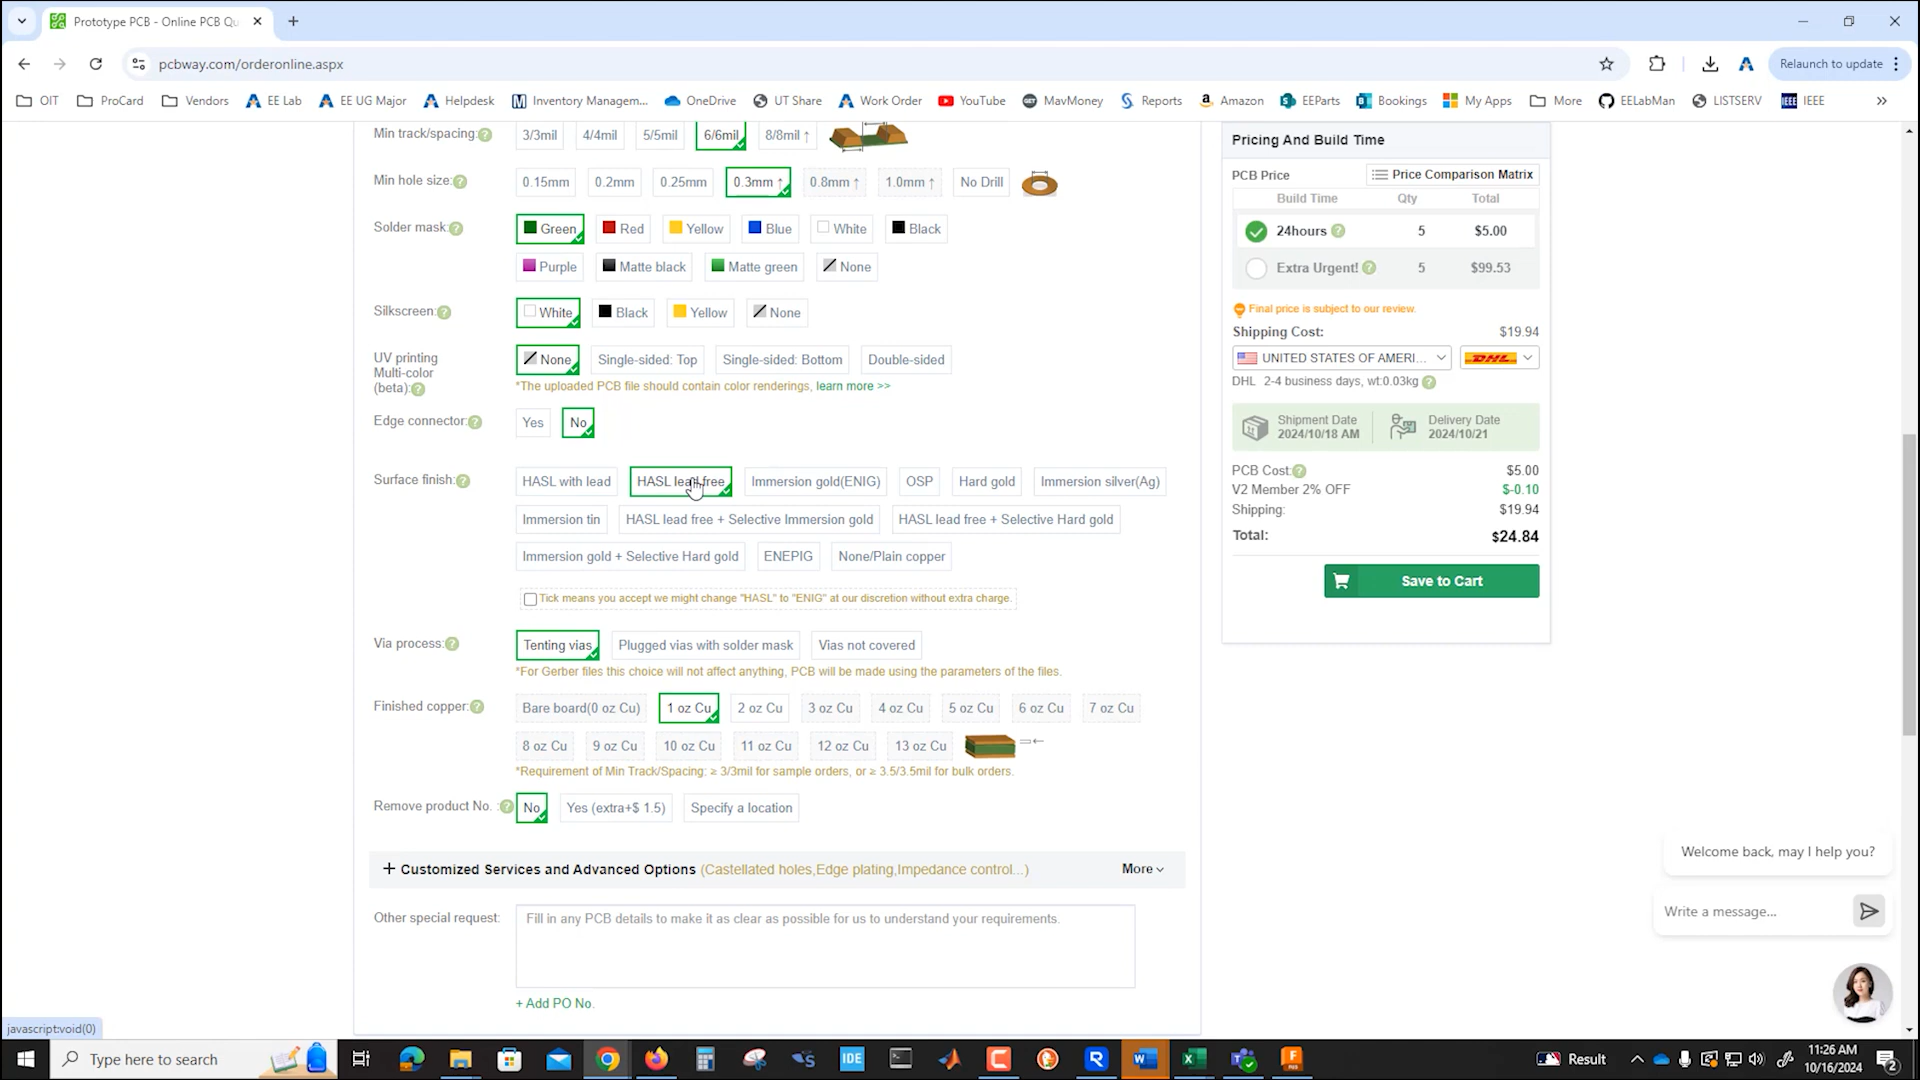 Prototype PCB - Online PCB Qu
pcbway.com/orderonline.aspx
Relaunch to update
OIT ProCard Vendors EE Lab EE UG Major Helpdesk Inventory Managem... OneDrive UT Share Work Order YouTube MavMoney Reports Amazon EEParts Bookings My Apps More EELabMan LISTSERV IEEE
Min track/spacing: 3/3mil 4/4mil 5/5mil 6/6mil 8/8mil ↑
Min hole size: 0.15mm 0.2mm 0.25mm 0.3mm ↑ 0.8mm ↑ 1.0mm ↑ No Drill
Solder mask: Green Red Yellow Blue White Black
Purple Matte black Matte green None
Silkscreen: White Black Yellow None
UV printing
Multi-color
(beta): None Single-sided: Top Single-sided: Bottom Double-sided
*The uploaded PCB file should contain color renderings, learn more >>
Edge connector: Yes No
Surface finish: HASL with lead HASL lead free Immersion gold(ENIG) OSP Hard gold Immersion silver(Ag)
Immersion tin HASL lead free + Selective Immersion gold HASL lead free + Selective Hard gold
Immersion gold + Selective Hard gold ENEPIG None/Plain copper
Tick means you accept we might change "HASL" to "ENIG" at our discretion without extra charge.
Via process: Tenting vias Plugged vias with solder mask Vias not covered
*For Gerber files this choice will not affect anything, PCB will be made using the parameters of the files.
Finished copper: Bare board(0 oz Cu) 1 oz Cu 2 oz Cu 3 oz Cu 4 oz Cu 5 oz Cu 6 oz Cu 7 oz Cu
8 oz Cu 9 oz Cu 10 oz Cu 11 oz Cu 12 oz Cu 13 oz Cu
*Requirement of Min Track/Spacing: ≥ 3/3mil for sample orders, or ≥ 3.5/3.5mil for bulk orders.
Remove product No. : No Yes (extra+$ 1.5) Specify a location
+ Customized Services and Advanced Options (Castellated holes,Edge plating,Impedance control...) More
Other special request: Fill in any PCB details to make it as clear as possible for us to understand your requirements.
+ Add PO No.
Pricing And Build Time
PCB Price Price Comparison Matrix
Build Time Qty Total
24hours 5 $5.00
Extra Urgent! 5 $99.53
Final price is subject to our review.
Shipping Cost: $19.94
UNITED STATES OF AMERI... DHL
DHL 2-4 business days, wt:0.03kg
Shipment Date Delivery Date
2024/10/18 AM 2024/10/21
PCB Cost: $5.00
V2 Member 2% OFF $-0.10
Shipping: $19.94
Total: $24.84
Save to Cart
Welcome back, may I help you?
Write a message...
javascript:void(0)
Type here to search
IDE
Result
11:26 AM
10/16/2024
2